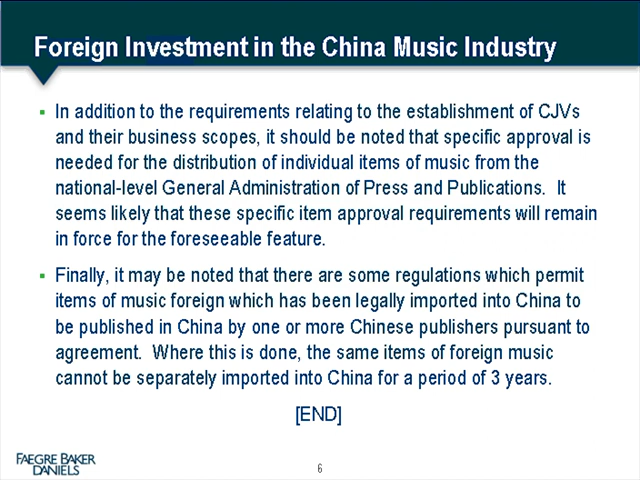 Foreign Investment in the China Music Industry
In addition to the requirements relating to the establishment of CJVs
and their business scopes, it should be noted that specific approval is
needed for the distribution of individual items of music from the
national-level General Administration of Press and Publications. It
seems likely that these specific item approval requirements will remain
in force for the foreseeable feature.
Finally, it may be noted that there are some regulations which permit
items of music foreign which has been legally imported into China to
be published in China by one or more Chinese publishers pursuant to
agreement. Where this is done, the same items of foreign music
cannot be separately imported into China for a period of 3 years.
[END]
FAEGRE BAKER
DANIELS
6